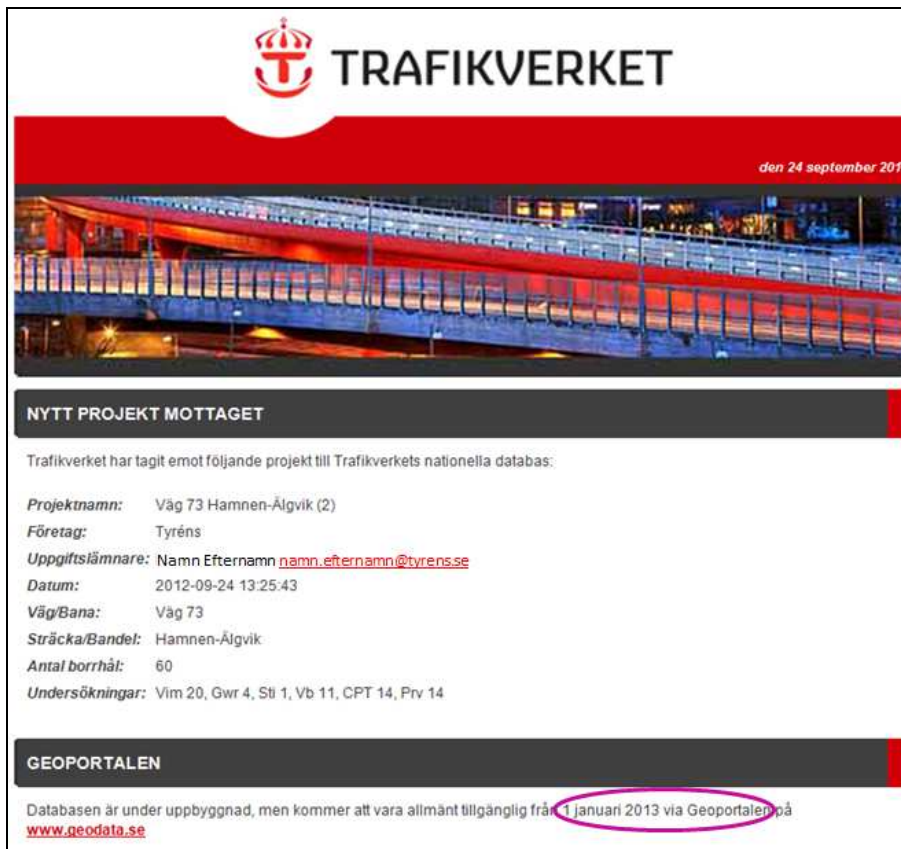 TRAFIKVERKET
den 24 september 201
NYTT PROJEKT MOTTAGET
Trafikverket har tagit emot följande projekt till Trafikverkets nationella databas:
Projektnamn: Väg 73 Hamnen-Älgvik (2)
Företag: Tyréns
Uppgiftslämnare: Namn Efternamn namn.efternamn@tyrens.se
Datum: 2012-09-24 13:25:43
Väg/Bana: Väg 73
Sträcka/Bandel: Hamnen-Älgvik
Antal borrhål: 60
Undersökningar: Vim 20, Gwr 4, Sti 1, Vb 11, CPT 14, Prv 14
GEOPORTALEN
Databasen är under uppbyggnad, men kommer att vara allmänt tillgänglig från 1 januari 2013 via Geoportalen på
www.geodata.se